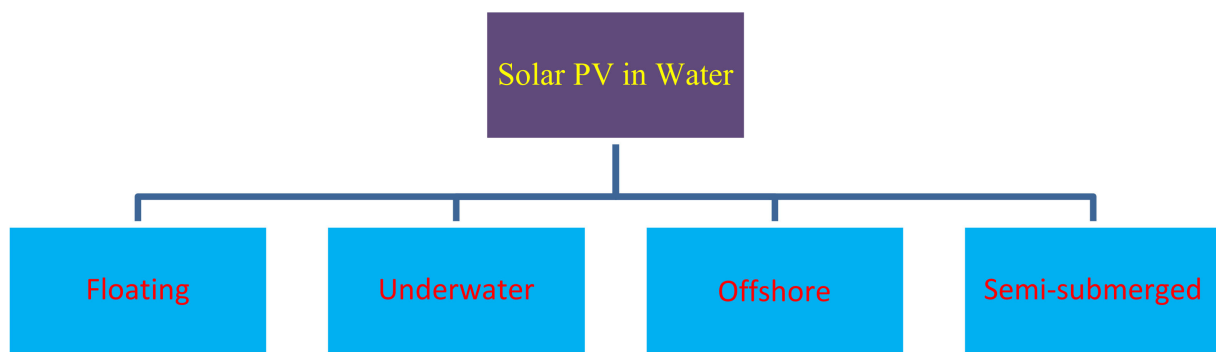 Solar PV in Water
Floating
Underwater
Offshore
Semi-submerged